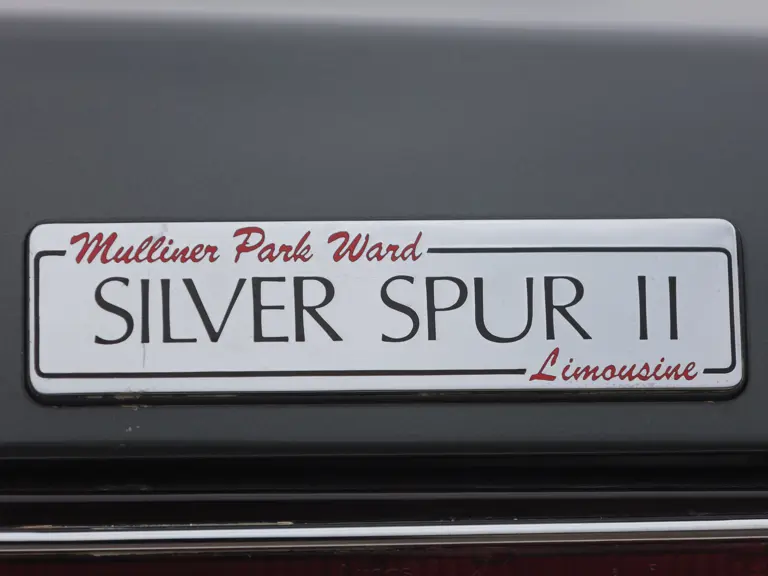 Mulliner Park Ward
SILVER SPUR II
Limousine